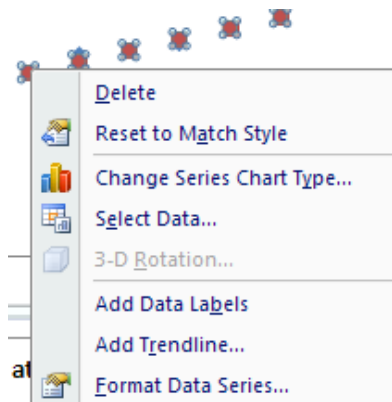 Delete
Reset to Match Style
Change Series Chart Type...
Select Data...
3-D Rotation...
Add Data Labels
Add Trendline...
at
Format Data Series...